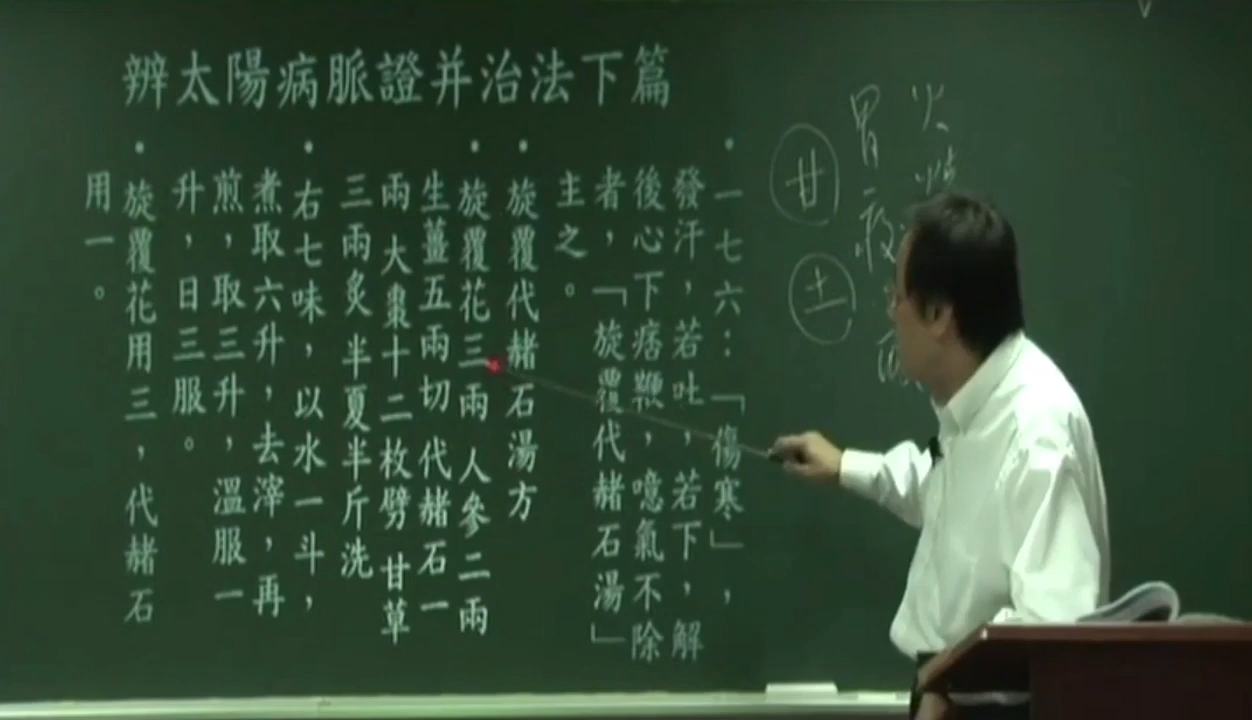 辨太陽病脈證并治法下篇
•一七六：「傷寒」，
發汗，若吐，若下，解
後心下痞鞕，噫氣不除
者，「旋覆代赭石湯」
主之。
•旋覆代赭石湯方
•旋覆花三兩 人參二兩
生薑五兩切 代赭石一
兩 大棗十二枚劈 甘草
三兩炙 半夏半斤洗
•右七味，以水一斗，
煮取六升，去滓，再
煎，取三升，溫服一
升，日三服。
•旋覆花用三，代赭石
用一。
火
胃
甘
土